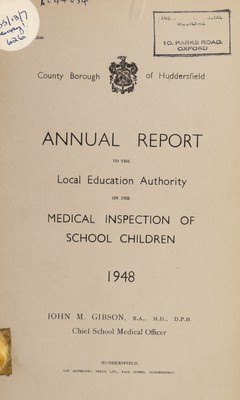 County Borough of Huddersfield
10, PARKS ROAD,
OXFORD
ANNUAL REPORT
TO THE
Local Education Authority
ON THE
MEDICAL INSPECTION OF
SCHOOL CHILDREN
1948
JOHN M. GIBSON, B.A., M.D., D.P.H.
Chief School Medical Officer
HUDDERSFIELD